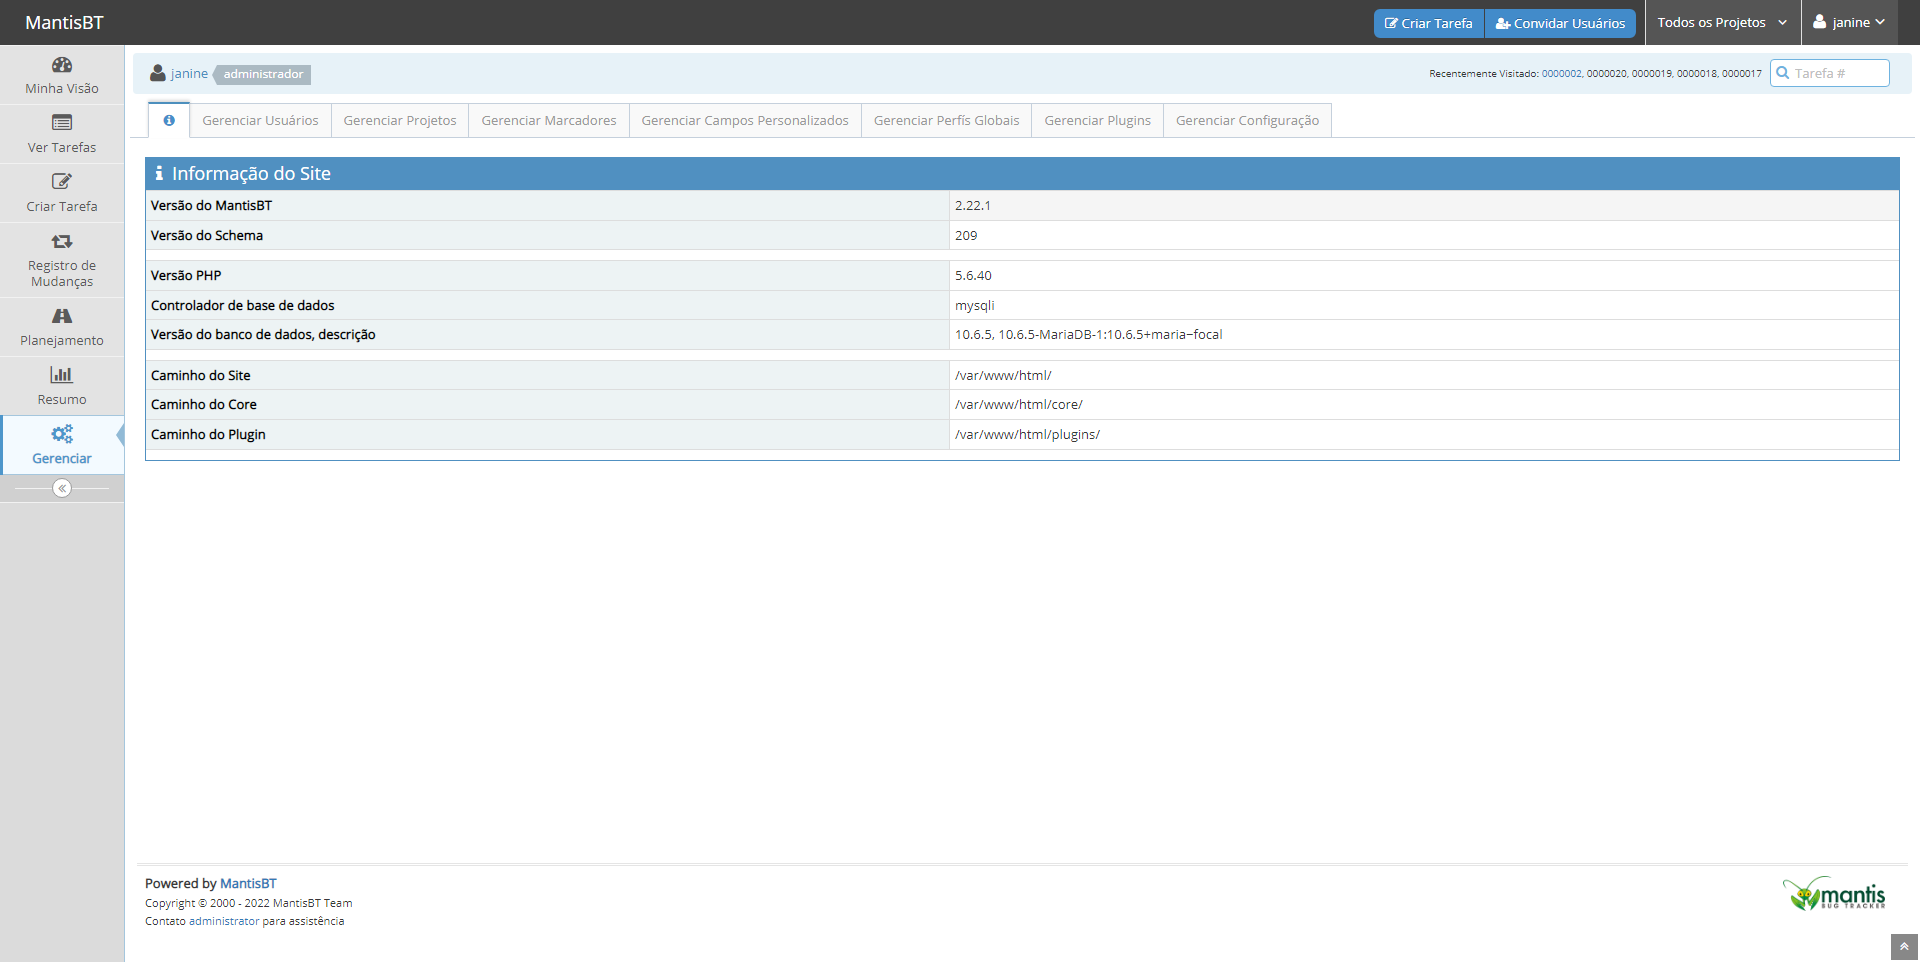 MantisBT
Criar Tarefa
Convidar Usuários
Todos os Projetos
janine
Minha Visão
Ver Tarefas
Criar Tarefa
Registro de
Mudanças
Planejamento
Resumo
Gerenciar
janine administrador
Recentemente Visitado: 0000002, 0000020, 0000019, 0000018, 0000017
Tarefa #
Gerenciar Usuários
Gerenciar Projetos
Gerenciar Marcadores
Gerenciar Campos Personalizados
Gerenciar Perfís Globais
Gerenciar Plugins
Gerenciar Configuração
Informação do Site
Versão do MantisBT 2.22.1
Versão do Schema 209
Versão PHP 5.6.40
Controlador de base de dados mysqli
Versão do banco de dados, descrição 10.6.5, 10.6.5-MariaDB-1:10.6.5+maria~focal
Caminho do Site /var/www/html/
Caminho do Core /var/www/html/core/
Caminho do Plugin /var/www/html/plugins/
Powered by MantisBT
Copyright © 2000 - 2022 MantisBT Team
Contato administrator para assistência
mantis
BUG TRACKER